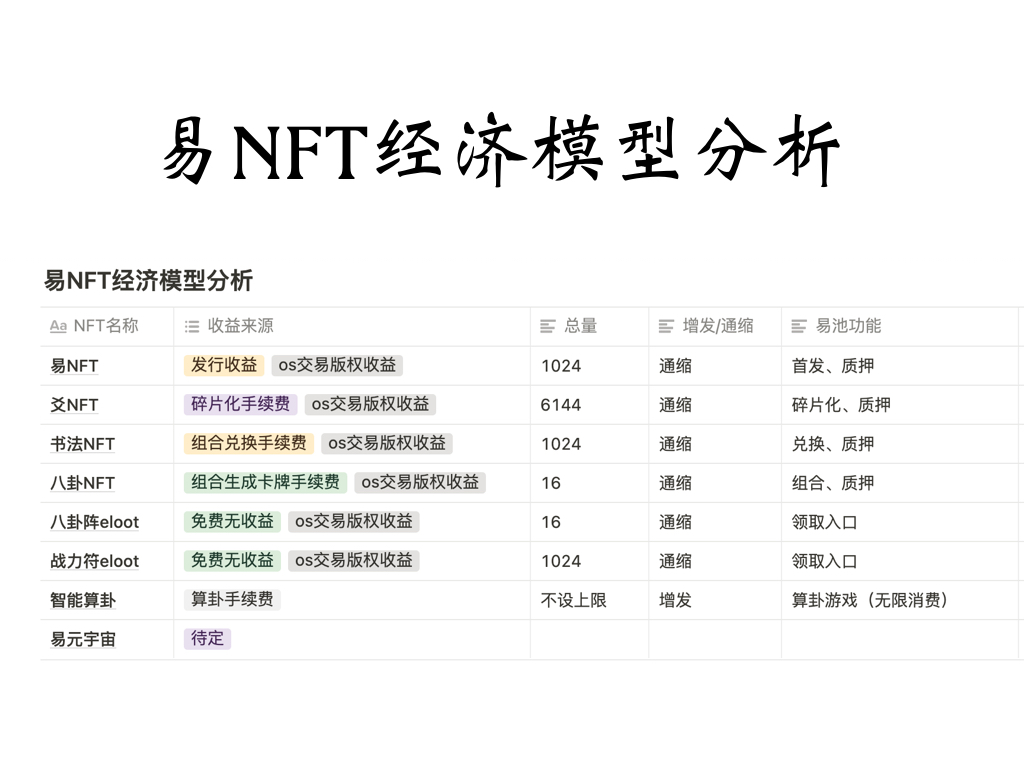 易NFT经济模型分析
易NFT经济模型分析
Aa NFT名称 收益来源 总量 增发/通缩 易池功能
易NFT 发行收益 os交易版权收益 1024 通缩 首发、质押
爻NFT 碎片化手续费 os交易版权收益 6144 通缩 碎片化、质押
书法NFT 组合兑换手续费 os交易版权收益 1024 通缩 兑换、质押
八卦NFT 组合生成卡牌手续费 os交易版权收益 16 通缩 组合、质押
八卦阵eloot 免费无收益 os交易版权收益 16 通缩 领取入口
战力符eloot 免费无收益 os交易版权收益 1024 通缩 领取入口
智能算卦 算卦手续费 不设上限 增发 算卦游戏（无限消费）
易元宇宙 待定